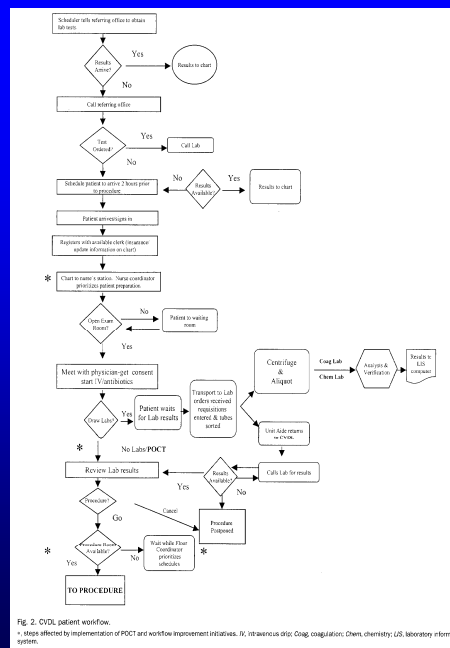 Scheduler tells referring office to obtain
lab tests
Results
Arrive?
Yes
Results to chart
No
Call referring office
Test
Ordered?
Yes
Call Lab
No
Schedule patient to arrive 2 hours prior
to procedure
No
Results
Available?
Yes
Results to chart
Patient arrives/signs in
Registers with available clerk (insurance/
update information on chart)
*
Chart to nurse's station. Nurse coordinator
prioritizes patient preparation.
Open Exam
Room?
No
Patient to waiting
room
Yes
Meet with physician-get consent
start IV/antibiotics
Draw Labs?
Yes
Patient waits
for Lab results
Transport to Lab
orders received
requisitions
entered & tubes
sorted
Centrifuge
&
Aliquot
Coag Lab
Chem Lab
Analysis &
Verification
Results to
LIS
computer
Unit Aide returns
to CVDL
Calls Lab for results
*
No Labs/POCT
Review Lab results
Yes
Results
Available?
No
Procedure
Postponed
Procedure?
Cancel
Go
*
Procedure Room
Available?
No
Wait while Floor
Coordinator
prioritizes
schedules
*
Yes
TO PROCEDURE
Fig. 2. CVDL patient workflow.
*, steps affected by implementation of POCT and workflow improvement initiatives. IV, intravenous drip; Coag, coagulation; Chem, chemistry; LIS, laboratory inform
system.